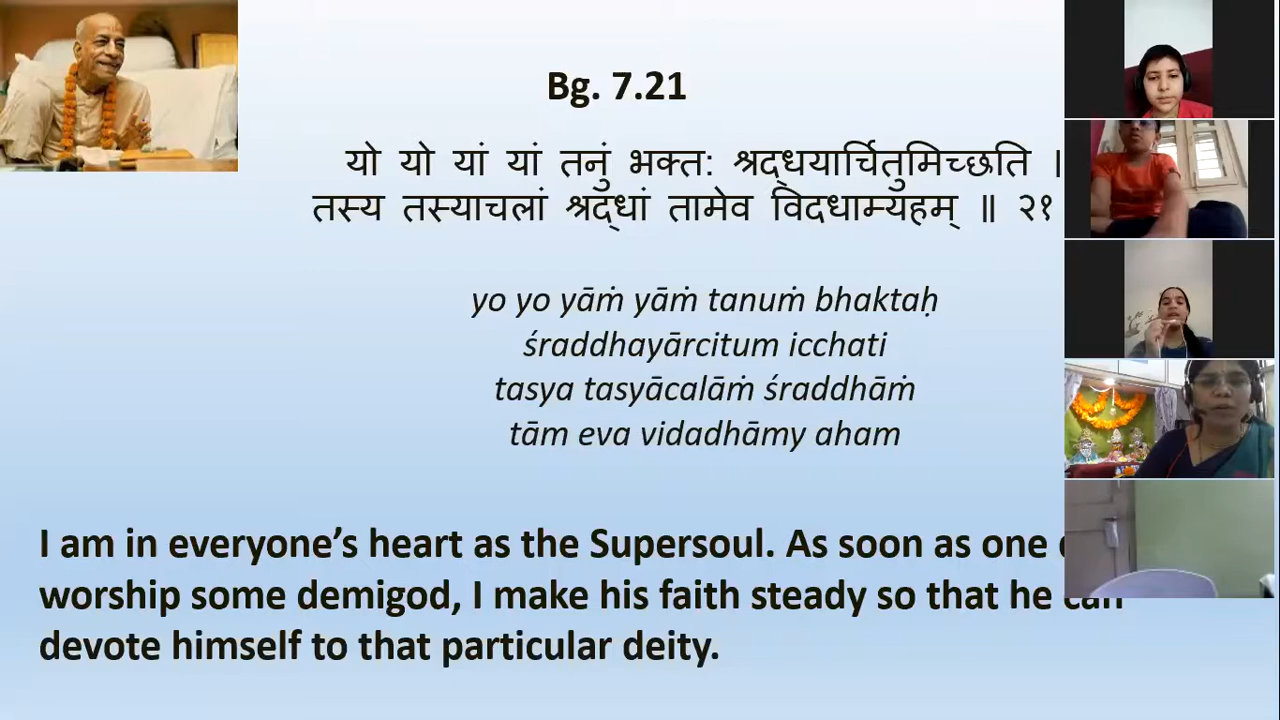 Bg. 7.21
यो यो यां यां तनुं भक्त: श्रद्धयार्चितुमिच्छति ।
तस्य तस्याचलां श्रद्धां तामेव विदधाम्यहम् ॥ २१
yo yo yāṁ yāṁ tanuṁ bhaktaḥ
śraddhayārcitum icchati
tasya tasyācalāṁ śraddhāṁ
tām eva vidadhāmy aham
I am in everyone’s heart as the Supersoul. As soon as one
worship some demigod, I make his faith steady so that he can
devote himself to that particular deity.